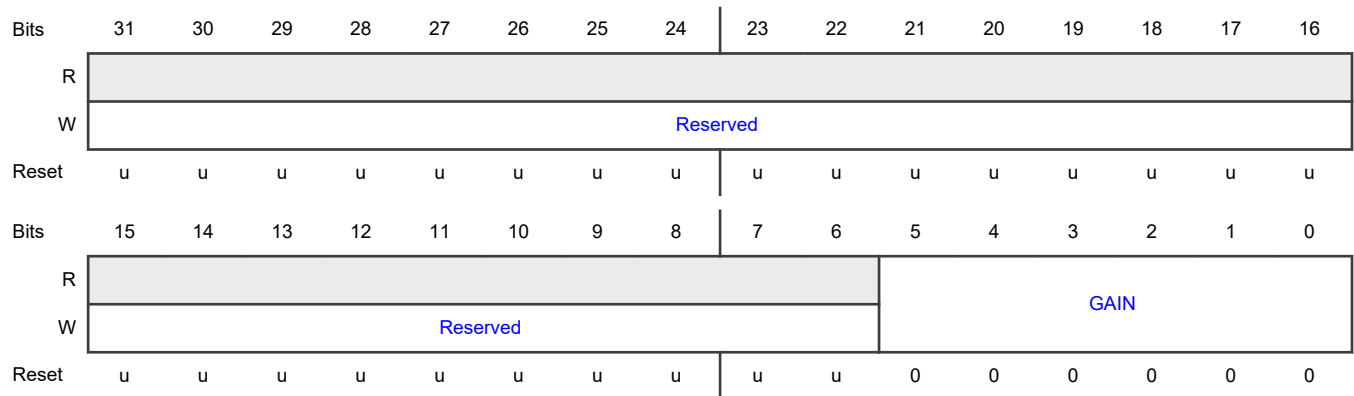 Bits 31 30 29 28 27 26 25 24 23 22 21 20 19 18 17 16
R
W Reserved
Reset u u u u u u u u u u u u u u u u
Bits 15 14 13 12 11 10 9 8 7 6 5 4 3 2 1 0
R
GAIN
W Reserved
Reset u u u u u u u u u u 0 0 0 0 0 0